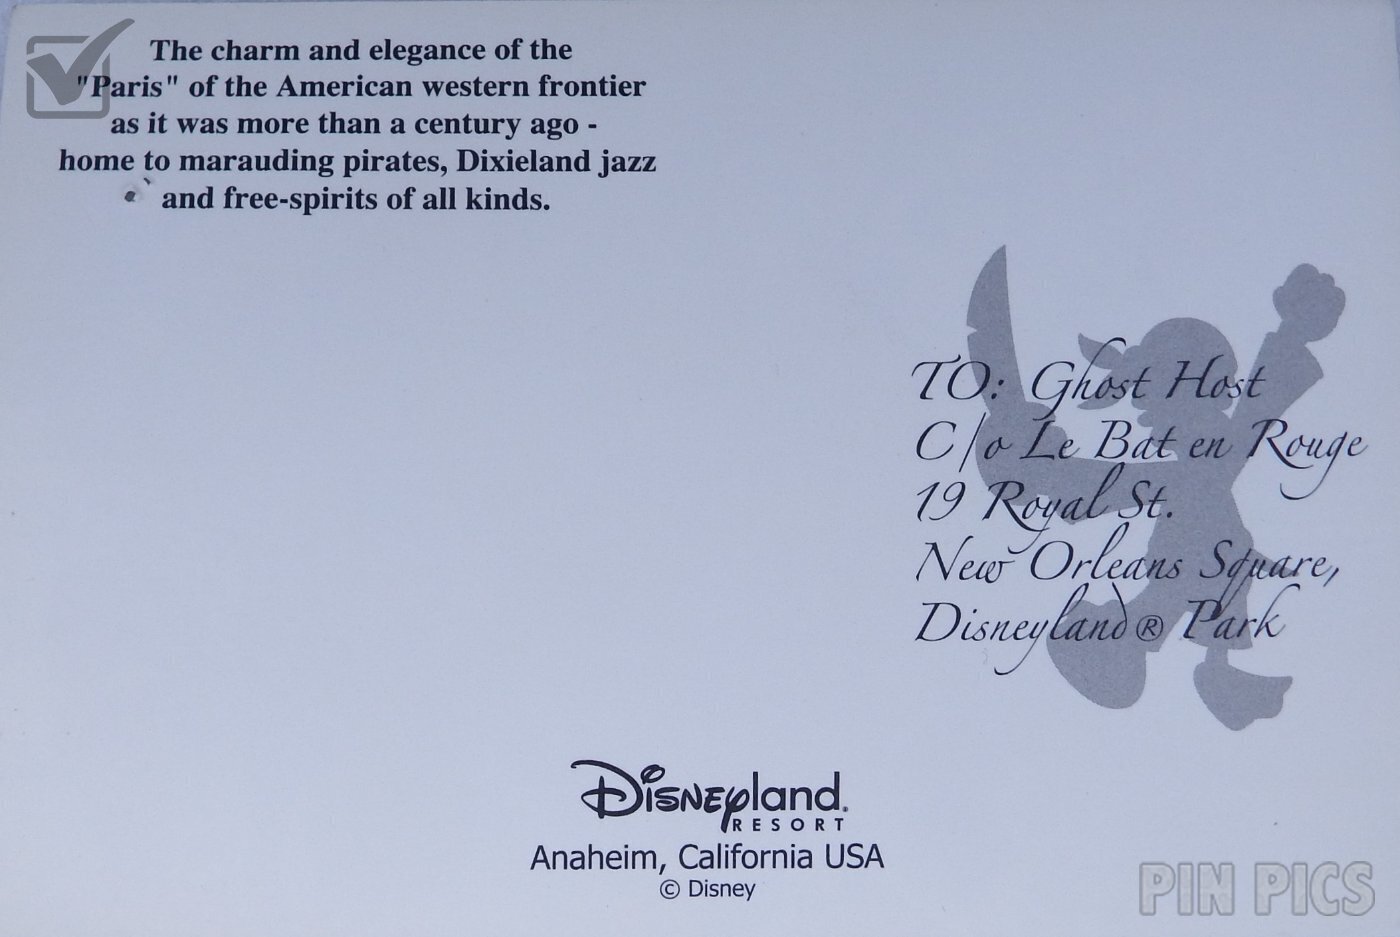 The charm and elegance of the
"Paris" of the American western frontier
as it was more than a century ago -
home to marauding pirates, Dixieland jazz
and free-spirits of all kinds.
TO: Ghost Host
C/o Le Bat en Rouge
19 Royal St.
New Orleans Square,
Disneyland® Park
Disneyland®
RESORT
Anaheim, California USA
© Disney
PIN PICS